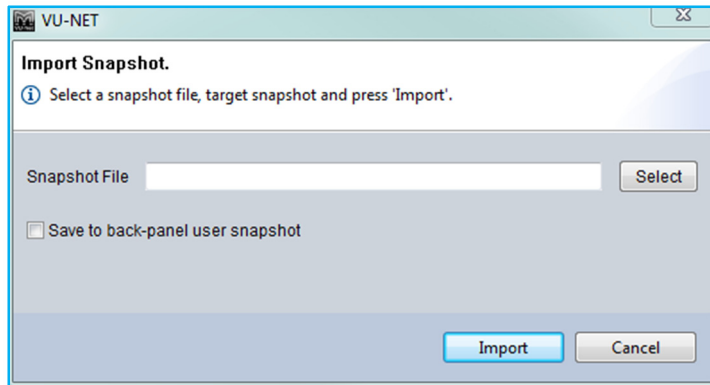 VU-NET
Import Snapshot.
Select a snapshot file, target snapshot and press 'Import'.
Snapshot File
Select
Save to back-panel user snapshot
Import
Cancel